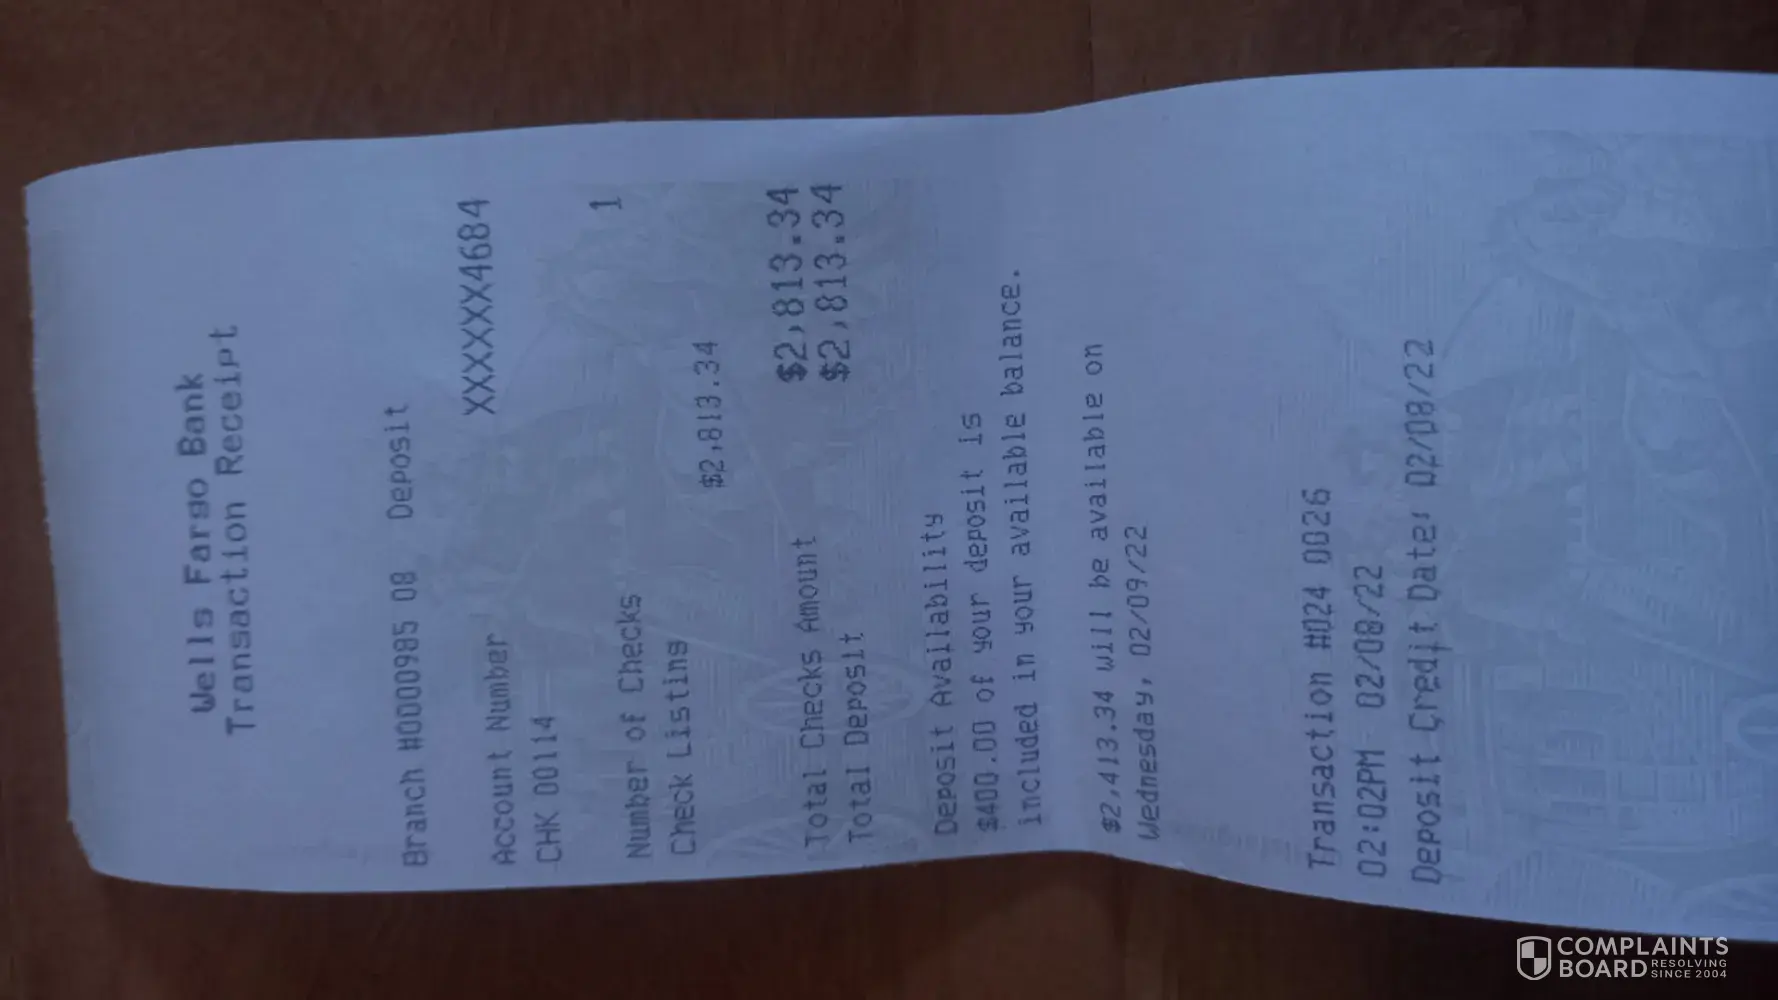 Wells Fargo Bank
Transaction Receipt
Branch #0000985 08 Deposit
Account Number XXXXXX4684
CHK 00114
Number of Checks 1
Check Listing
$2,813.34
Total Checks Amount $2,813.34
Total Deposit $2,813.34
Deposit Availability
$400.00 of your deposit is
included in your available balance.
$2,413.34 will be available on
Wednesday, 02/09/22
Transaction #024 0026
02:02PM 02/08/22
Deposit Credit Date: 02/08/22
COMPLAINTS
BOARD RESOLVING SINCE 2004